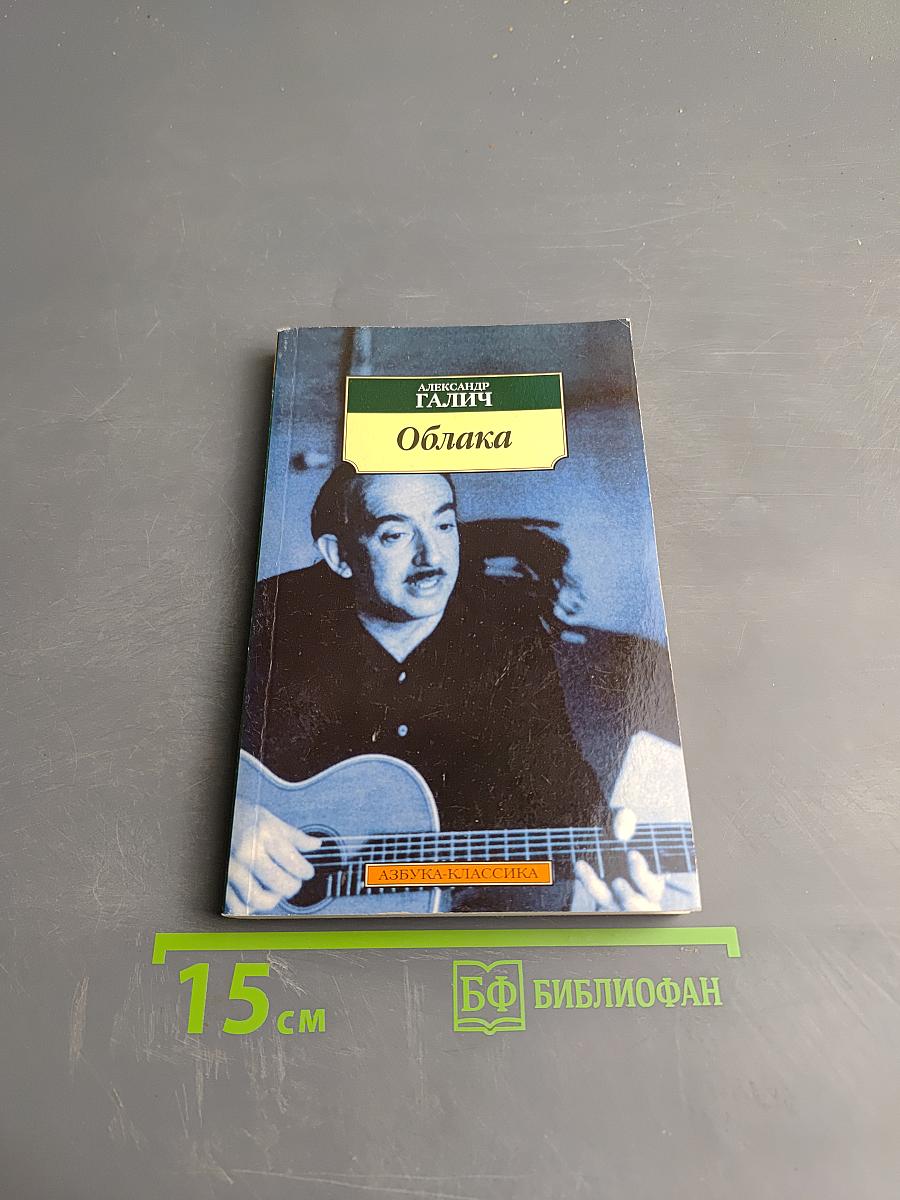 АЛЕКСАНДР
ГАЛИЧ
Облака
АЗБУКА-КЛАССИКА
15 см
БФ БИБЛИОФАН